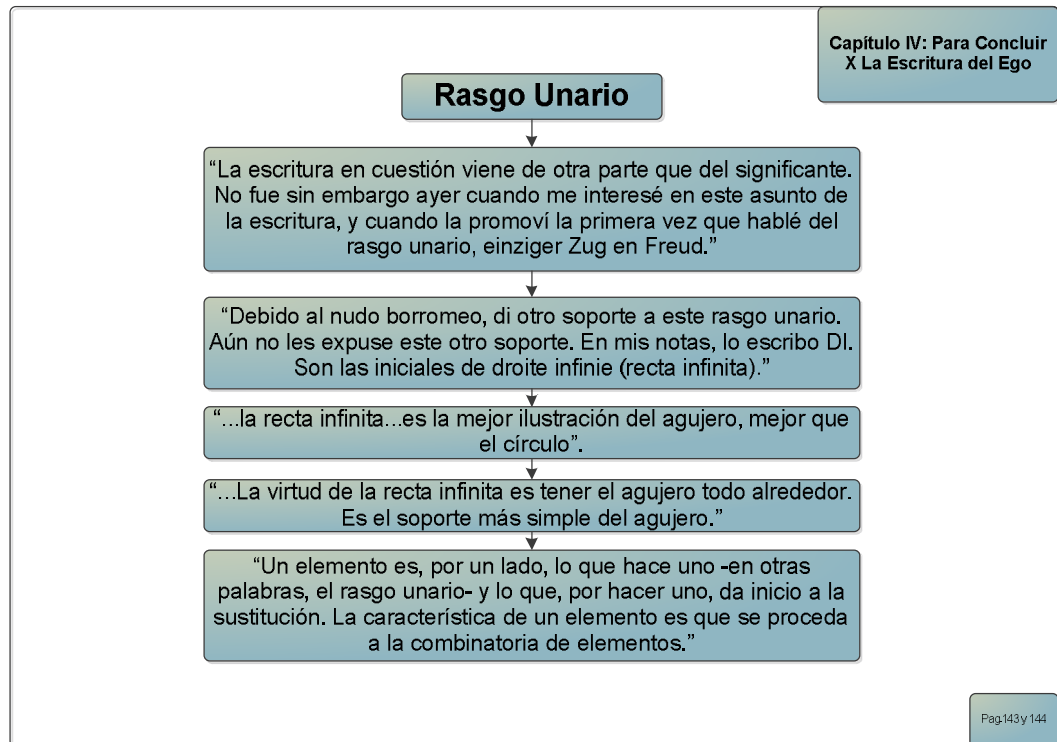 Capítulo IV: Para Concluir
X La Escritura del Ego
Rasgo Unario
“La escritura en cuestión viene de otra parte que del significante.
No fue sin embargo ayer cuando me interesé en este asunto de
la escritura, y cuando la promoví la primera vez que hablé del
rasgo unario, einziger Zug en Freud.”
“Debido al nudo borromeo, di otro soporte a este rasgo unario.
Aún no les expuse este otro soporte. En mis notas, lo escribo DI.
Son las iniciales de droite infinie (recta infinita).”
“...la recta infinita...es la mejor ilustración del agujero, mejor que
el círculo”.
“...La virtud de la recta infinita es tener el agujero todo alrededor.
Es el soporte más simple del agujero.”
“Un elemento es, por un lado, lo que hace uno -en otras
palabras, el rasgo unario- y lo que, por hacer uno, da inicio a la
sustitución. La característica de un elemento es que se proceda
a la combinatoria de elementos.”
Pag.143 y 144